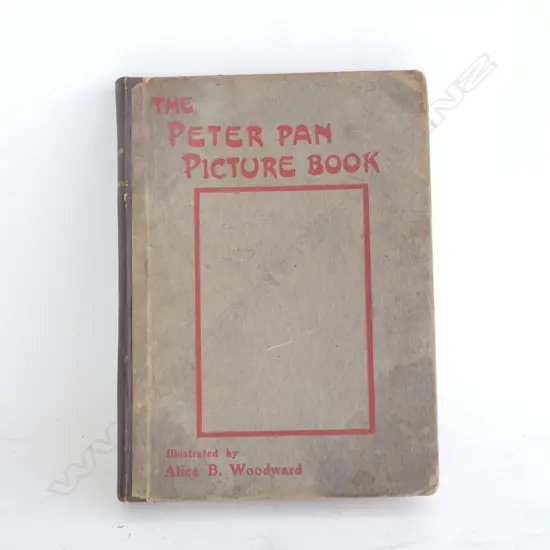 THE
PETER PAN
PICTURE BOOK
Illustrated by
Alice B. Woodward